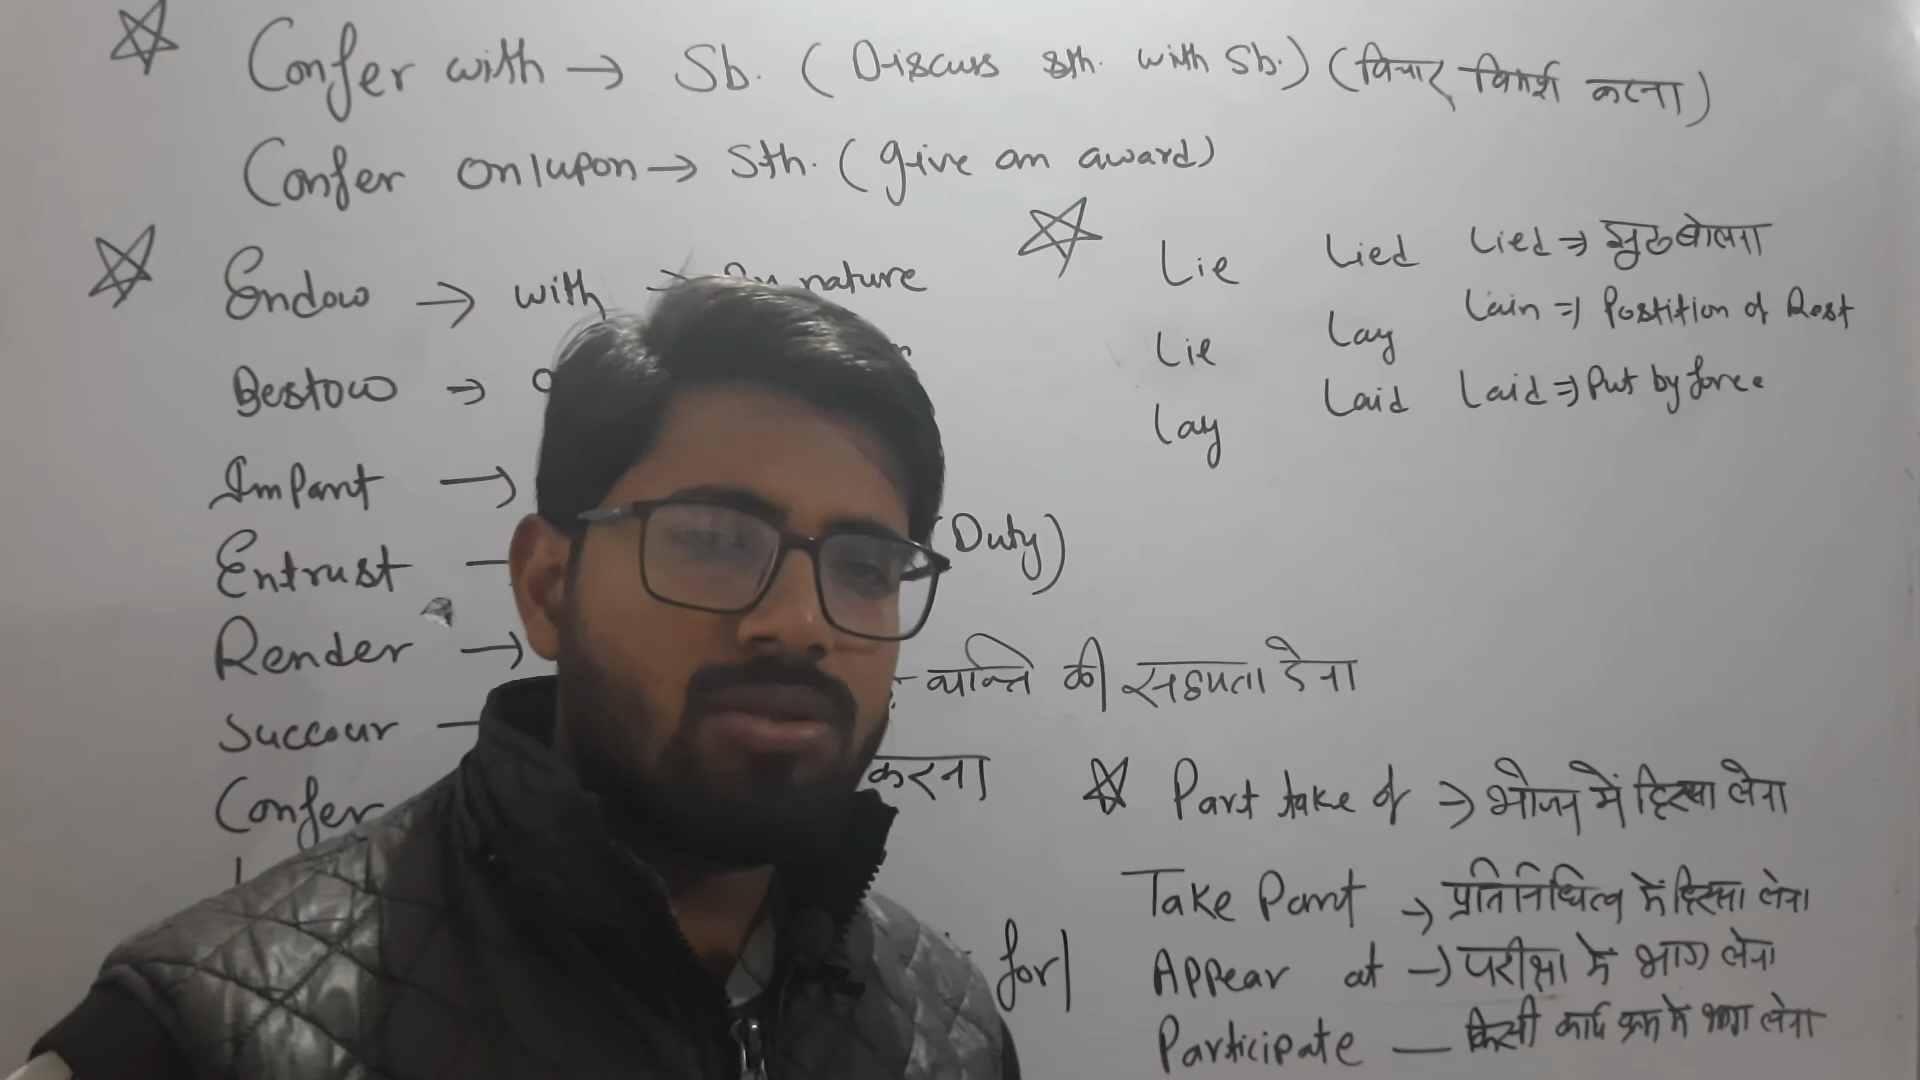 Confer with → Sb. (Discuss sth. with Sb.) (विचार विमर्श करना)
Confer on/upon → Sth. (give an award)
Endow → with → By nature
Bestow →
Impart →
Entrust – (Duty)
Render → व्यक्ति की सहायता देना
Succour – करना
Confer
for/
Lie Lied Lied ⇒ झुठ बोलना
Lie Lay Lain ⇒ Postition of Rest
Lay Laid Laid ⇒ Put by force
Part take of → भोजन में हिस्सा लेना
Take Part → प्रतिनिधित्व में हिस्सा लेना
Appear at → परीक्षा में भाग लेना
Participate — किसी कार्य क्रम में भाग लेना